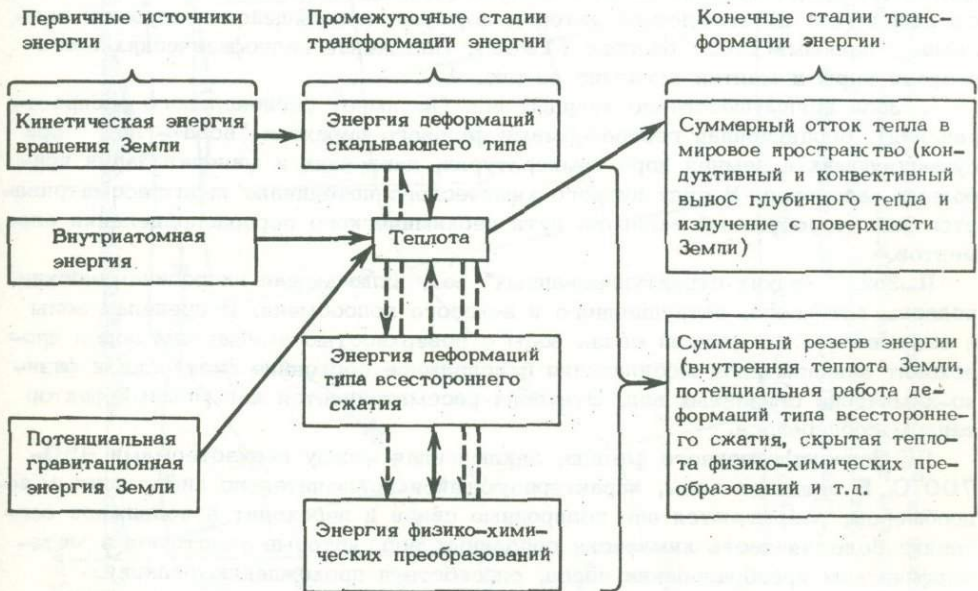 Первичные источники
энергии
Промежуточные стадии
трансформации энергии
Конечные стадии транс-
формации энергии
Кинетическая энергия
вращения Земли
Внутриатомная
энергия
Потенциальная
гравитационная
энергия Земли
Энергия деформаций
скалывающего типа
Теплота
Энергия деформаций
типа всестороннего
сжатия
Энергия физико-хими-
ческих преобразований
Суммарный поток тепла в
мировое пространство (кон-
дуктивный и конвективный
вынос глубинного тепла и
излучение с поверхности
Земли)
Суммарный резерв энергии
(внутренняя теплота Земли,
обратимая работа де-
формаций типа всесторонне-
го сжатия, скрытая тепло-
та физико-химических пре-
образований и т. д.